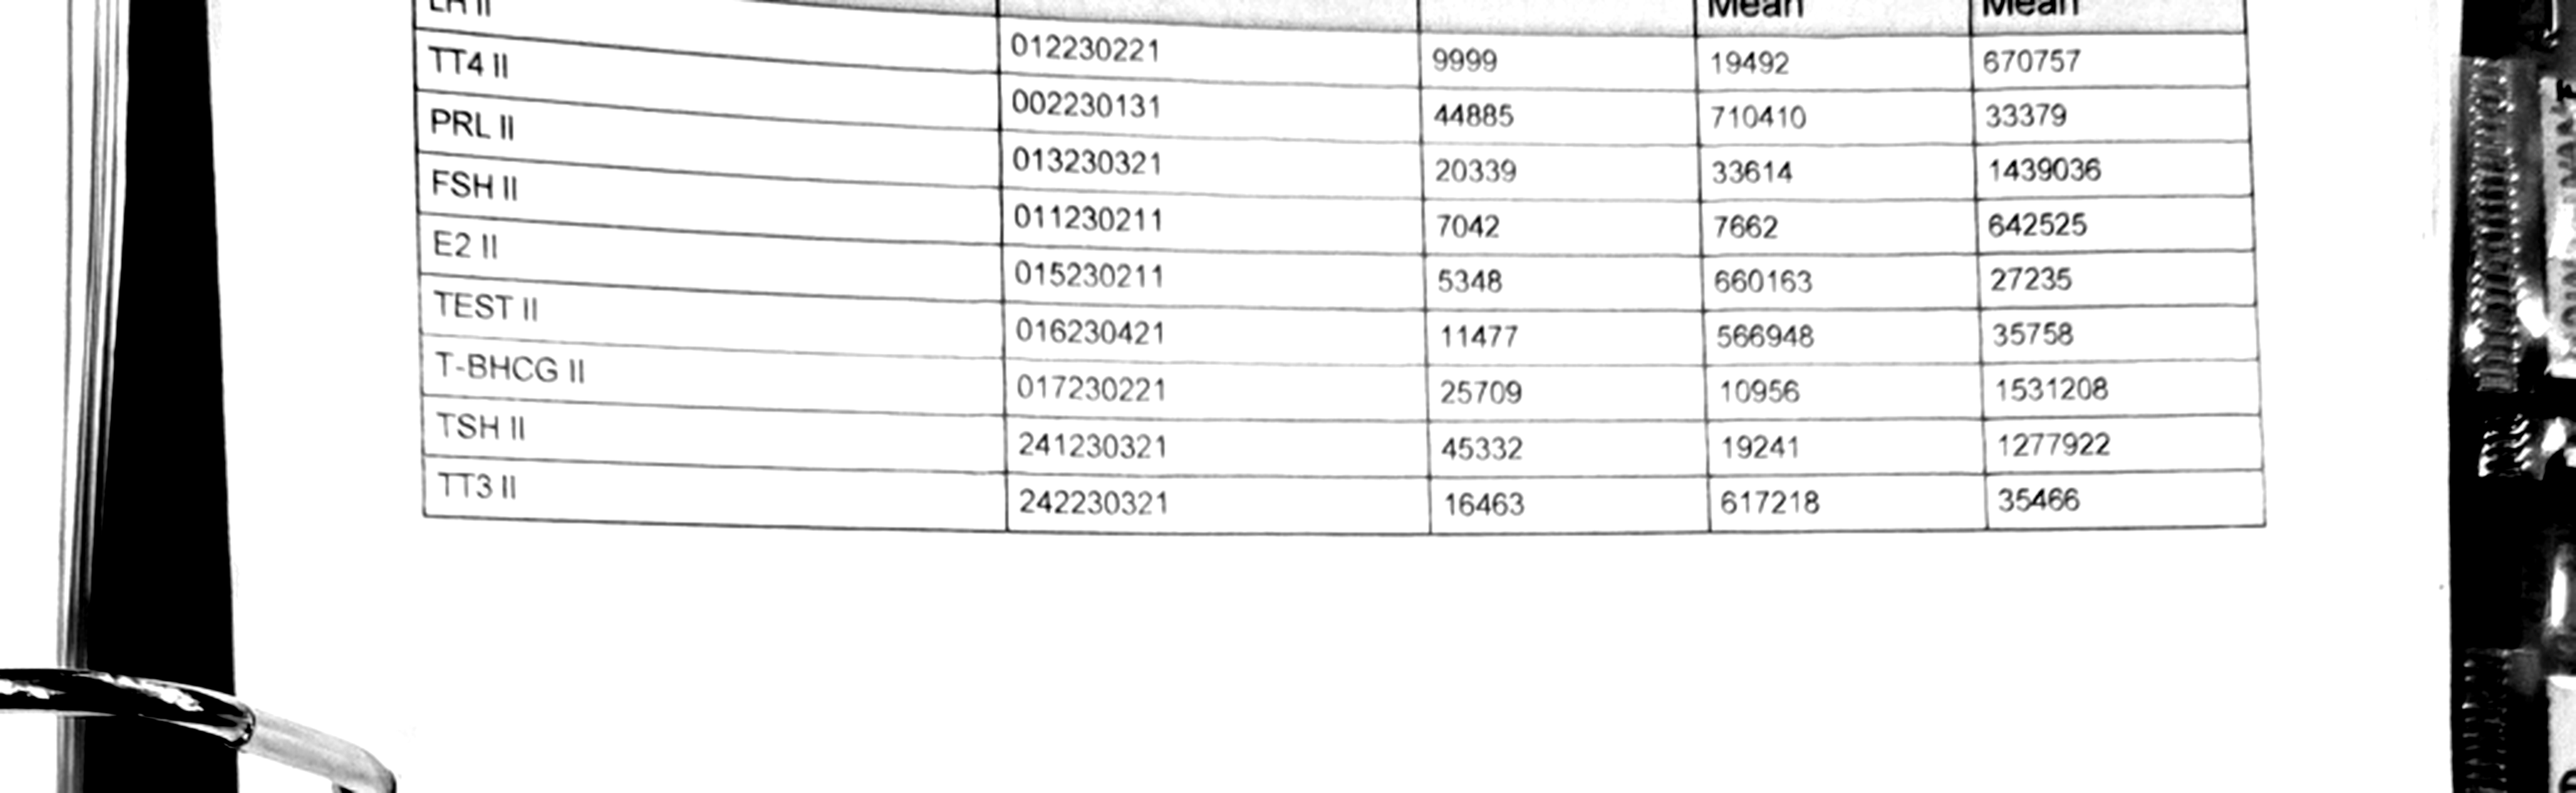 Mean Mean
LH II 012230221 9999 19492 670757
TT4 II 002230131 44885 710410 33379
PRL II 013230321 20339 33614 1439036
FSH II 011230211 7042 7662 642525
E2 II 015230211 5348 660163 27235
TEST II 016230421 11477 566948 35758
T-BHCG II 017230221 25709 10956 1531208
TSH II 241230321 45332 19241 1277922
TT3 II 242230321 16463 617218 35466